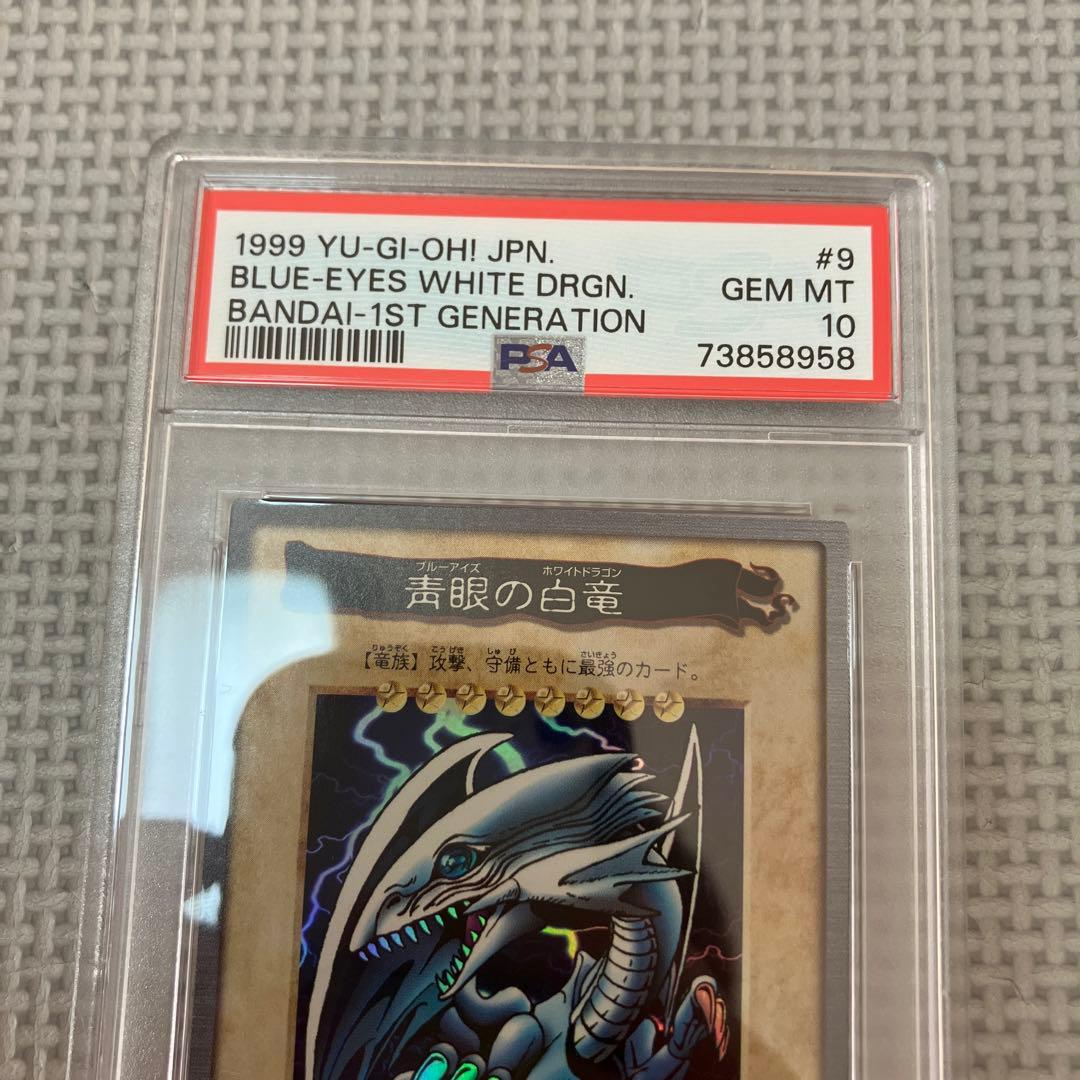 1999 YU-GI-OH! JPN. #9
BLUE-EYES WHITE DRGN. GEM MT
BANDAI-1ST GENERATION 10
PSA 73858958
ブルーアイズ ホワイトドラゴン
青眼の白竜
りゅうぞく こうげき しゅび さいきょう
【竜族】攻撃、守備ともに最強のカード。